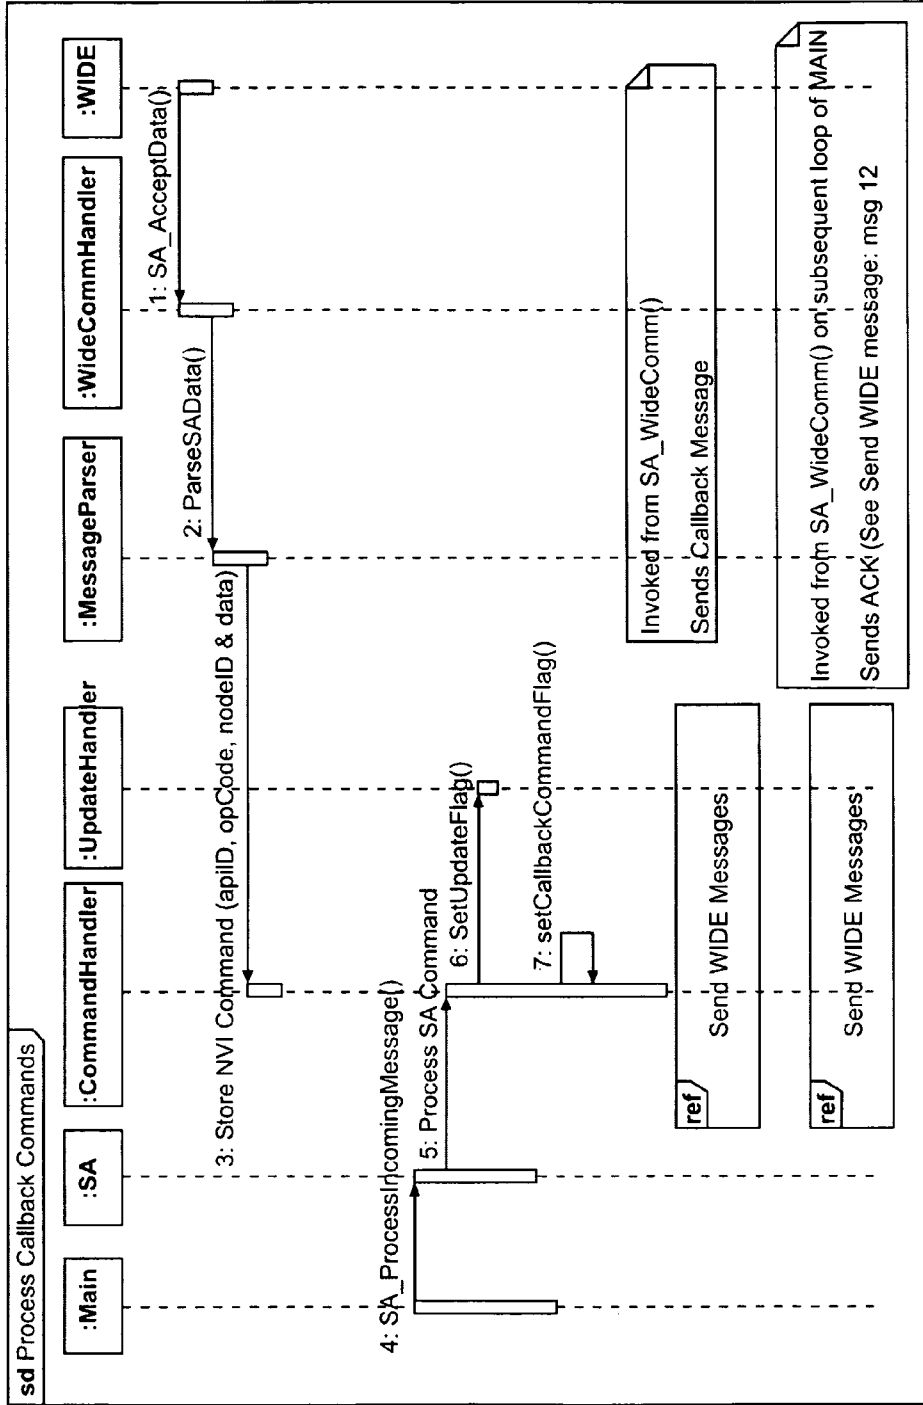 sd Process Callback Commands
:Main
:SA
:CommandHandler
:UpdateHandler
:MessageParser
:WideCommHandler
:WIDE
1: SA_AcceptData()
2: ParseSAData()
3: Store NVI Command (apiID, opCode, nodeID & data)
4: SA_ProcessIncomingMessage()
5: Process SA Command
6: SetUpdateFlag()
7: setCallbackCommandFlag()
Invoked from SA_WideComm()
Sends Callback Message
ref
Send WIDE Messages
Invoked from SA_WideComm() on subsequent loop of MAIN
Sends ACK (See Send WIDE message: msg 12
ref
Send WIDE Messages